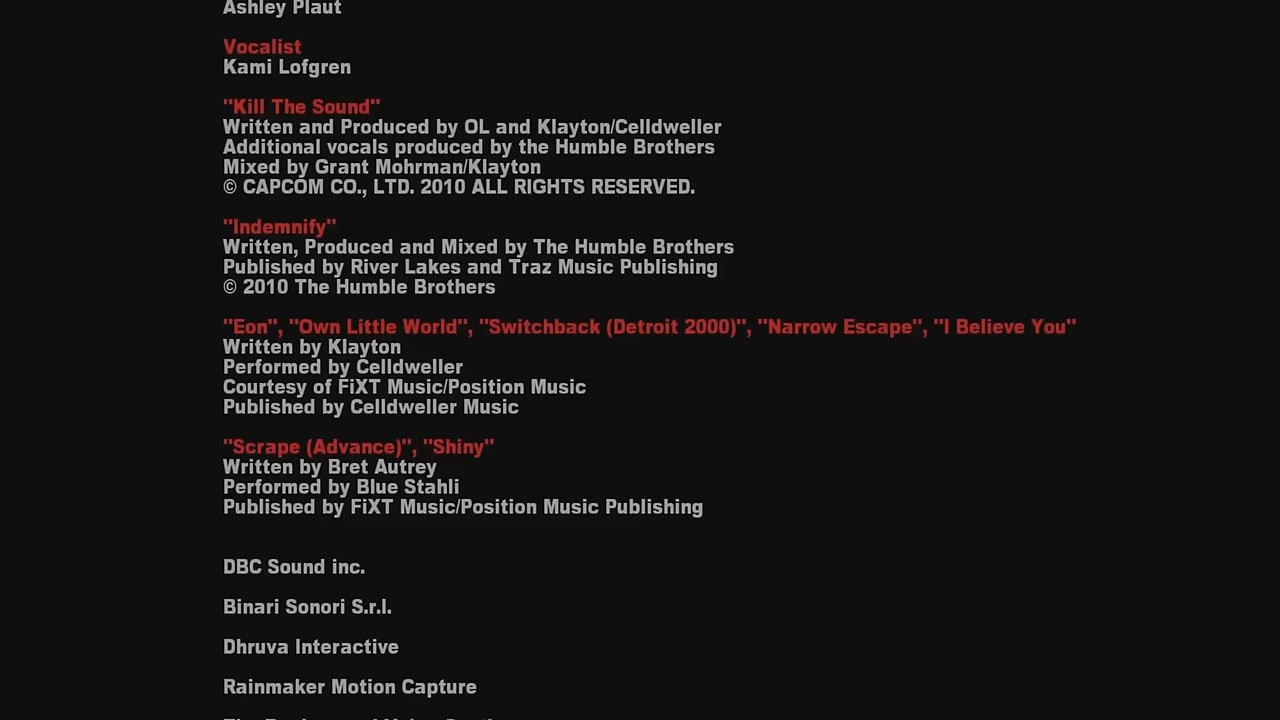 Ashley Plaut
Vocalist
Kami Lofgren
"Kill The Sound"
Written and Produced by OL and Klayton/Celldweller
Additional vocals produced by the Humble Brothers
Mixed by Grant Mohrman/Klayton
© CAPCOM CO., LTD. 2010 ALL RIGHTS RESERVED.
"Indemnify"
Written, Produced and Mixed by The Humble Brothers
Published by River Lakes and Traz Music Publishing
© 2010 The Humble Brothers
"Eon", "Own Little World", "Switchback (Detroit 2000)", "Narrow Escape", "I Believe You"
Written by Klayton
Performed by Celldweller
Courtesy of FiXT Music/Position Music
Published by Celldweller Music
"Scrape (Advance)", "Shiny"
Written by Bret Autrey
Performed by Blue Stahli
Published by FiXT Music/Position Music Publishing
DBC Sound inc.
Binari Sonori S.r.l.
Dhruva Interactive
Rainmaker Motion Capture